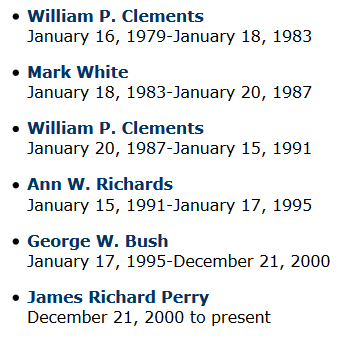 • William P. Clements
January 16, 1979-January 18, 1983
• Mark White
January 18, 1983-January 20, 1987
• William P. Clements
January 20, 1987-January 15, 1991
• Ann W. Richards
January 15, 1991-January 17, 1995
• George W. Bush
January 17, 1995-December 21, 2000
• James Richard Perry
December 21, 2000 to present